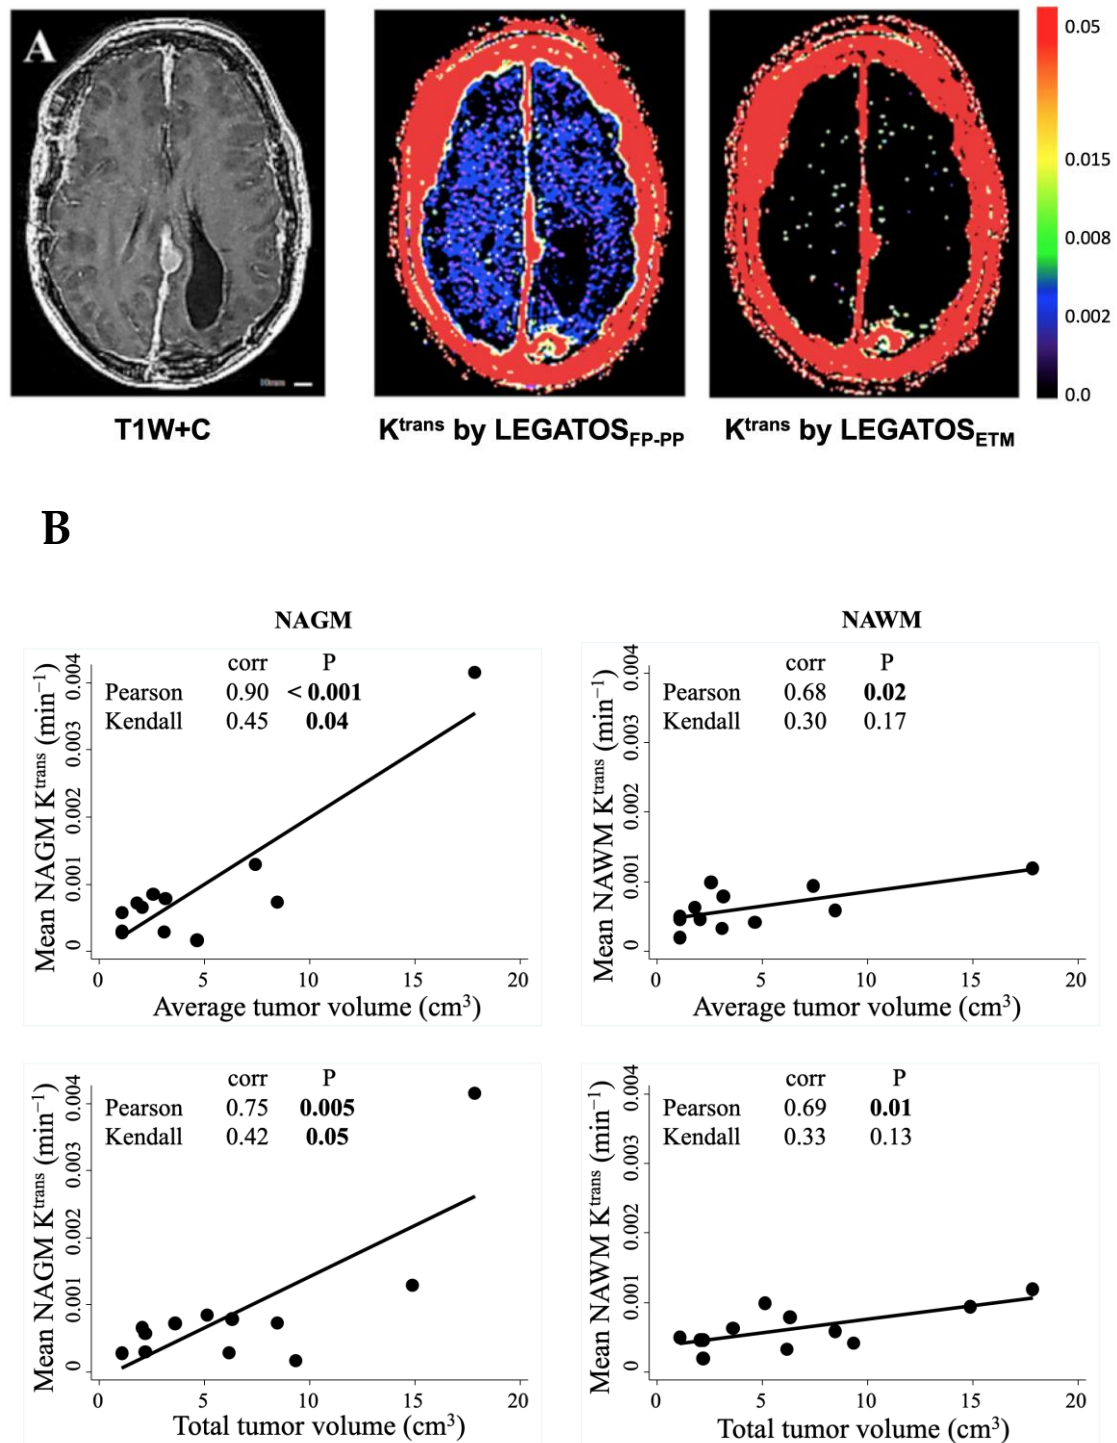 A
10mm
0.05
0.015
0.008
0.002
0.0
T1W+C
Kᵗʳᵃⁿˢ by LEGATOS_FP-PP
Kᵗʳᵃⁿˢ by LEGATOS_ETM
B
NAGM
corr P
Pearson 0.90 < 0.001
Kendall 0.45 0.04
Mean NAGM Kᵗʳᵃⁿˢ (min⁻¹)
0.004
0.003
0.002
0.001
0
0 5 10 15 20
Average tumor volume (cm³)
NAWM
corr P
Pearson 0.68 0.02
Kendall 0.30 0.17
Mean NAWM Kᵗʳᵃⁿˢ (min⁻¹)
0.004
0.003
0.002
0.001
0
0 5 10 15 20
Average tumor volume (cm³)
corr P
Pearson 0.75 0.005
Kendall 0.42 0.05
Mean NAGM Kᵗʳᵃⁿˢ (min⁻¹)
0.004
0.003
0.002
0.001
0
0 5 10 15 20
Total tumor volume (cm³)
corr P
Pearson 0.69 0.01
Kendall 0.33 0.13
Mean NAWM Kᵗʳᵃⁿˢ (min⁻¹)
0.004
0.003
0.002
0.001
0
0 5 10 15 20
Total tumor volume (cm³)